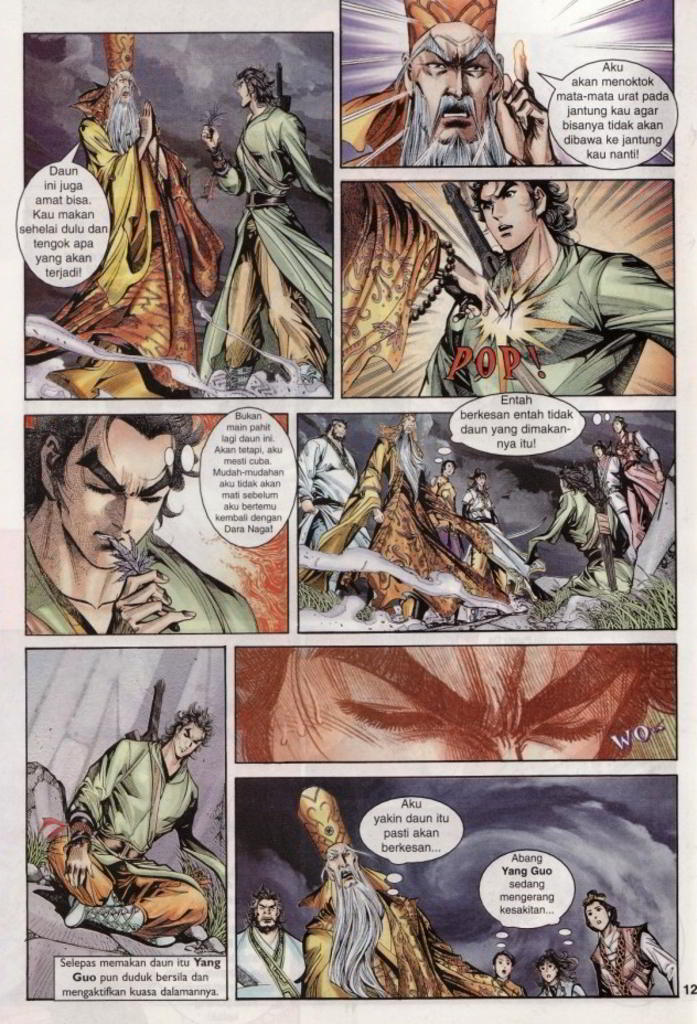 Daun
ini juga
amat bisa.
Kau makan
sehelai dulu dan
tengok apa
yang akan
terjadi!
Aku
akan menoktok
mata-mata urat pada
jantung kau agar
bisanya tidak akan
dibawa ke jantung
kau nanti!
POP!
Bukan
main pahit
lagi daun ini.
Akan tetapi, aku
mesti cuba.
Mudah-mudahan
aku tidak akan
mati sebelum
aku bertemu
kembali dengan
Dara Naga!
Entah
berkesan entah tidak
daun yang dimakan-
nya itu!
Selepas memakan daun itu Yang
Guo pun duduk bersila dan
mengaktifkan kuasa dalamannya.
Aku
yakin daun itu
pasti akan
berkesan...
Abang
Yang Guo
sedang
mengerang
kesakitan...
12